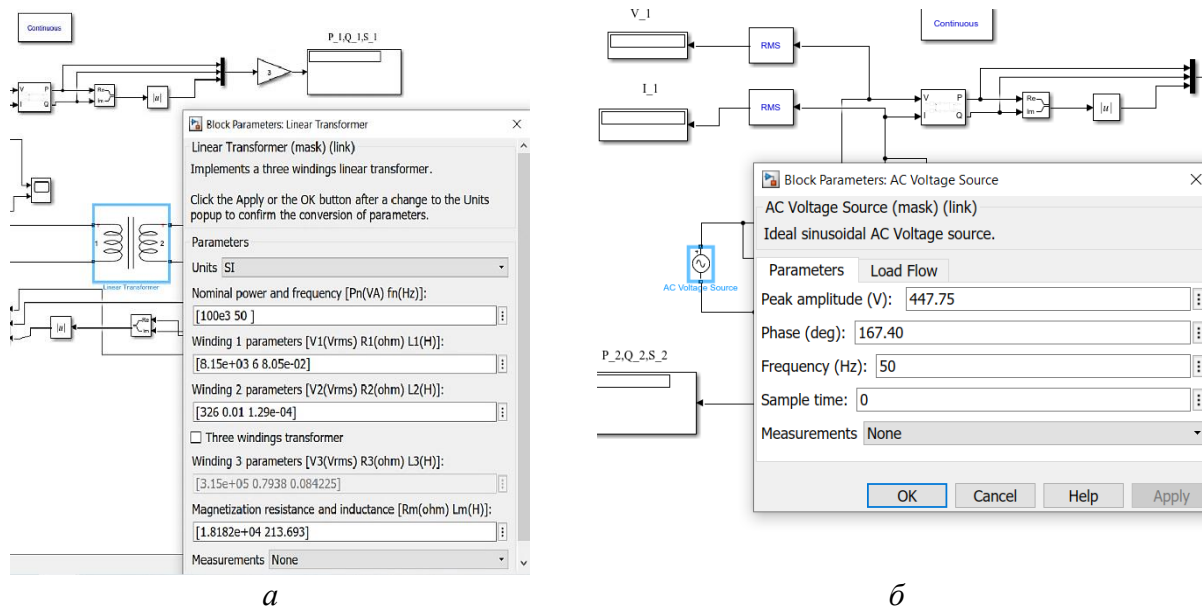 Continuous
P_1,Q_1,S_1
V
I
P
Q
Re
Im
|u|
3
Block Parameters: Linear Transformer
Linear Transformer (mask) (link)
Implements a three windings linear transformer.
Click the Apply or the OK button after a change to the Units
popup to confirm the conversion of parameters.
Parameters
Units SI
Nominal power and frequency [Pn(VA) fn(Hz)]:
[100e3 50 ]
Winding 1 parameters [V1(Vrms) R1(ohm) L1(H)]:
[8.15e+03 6 8.05e-02]
Winding 2 parameters [V2(Vrms) R2(ohm) L2(H)]:
[326 0.01 1.29e-04]
Three windings transformer
Winding 3 parameters [V3(Vrms) R3(ohm) L3(H)]:
[3.15e+05 0.7938 0.084225]
Magnetization resistance and inductance [Rm(ohm) Lm(H)]:
[1.8182e+04 213.693]
Measurements None
1
2
Linear Transformer
|u|
Re
Im
а
V_1
RMS
Continuous
I_1
RMS
V
I
P
Q
Re
Im
|u|
AC Voltage Source
P_2,Q_2,S_2
Block Parameters: AC Voltage Source
AC Voltage Source (mask) (link)
Ideal sinusoidal AC Voltage source.
Parameters Load Flow
Peak amplitude (V): 447.75
Phase (deg): 167.40
Frequency (Hz): 50
Sample time: 0
Measurements None
OK Cancel Help Apply
б